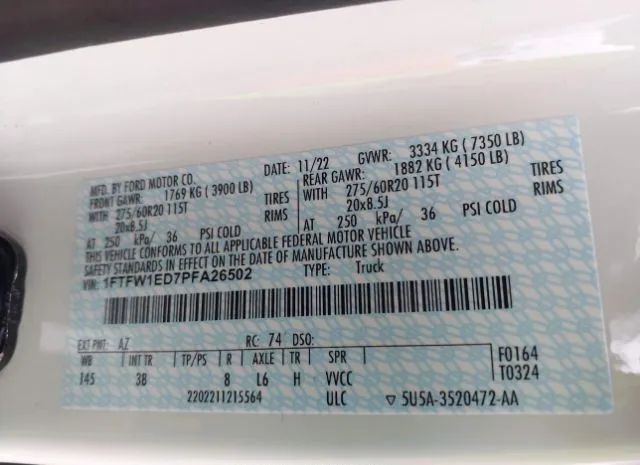 MFD. BY FORD MOTOR CO.
DATE: 11/22 GVWR: 3334 KG ( 7350 LB)
FRONT GAWR: 1769 KG ( 3900 LB)
REAR GAWR: 1882 KG ( 4150 LB)
WITH 275/60R20 115T TIRES
WITH 275/60R20 115T TIRES
20x8.5J RIMS
20x8.5J RIMS
AT 250 kPa/ 36 PSI COLD
AT 250 kPa/ 36 PSI COLD
THIS VEHICLE CONFORMS TO ALL APPLICABLE FEDERAL MOTOR VEHICLE
SAFETY STANDARDS IN EFFECT ON THE DATE OF MANUFACTURE SHOWN ABOVE.
VIN: 1FTFW1ED7PFA26502 TYPE: Truck
EXT PNT: AZ RC: 74 DSO:
WB INT TR TP/PS R AXLE TR SPR
145 38 8 L6 H VVCC
F0164
T0324
2202211215564 ULC ▽ 5U5A-3520472-AA